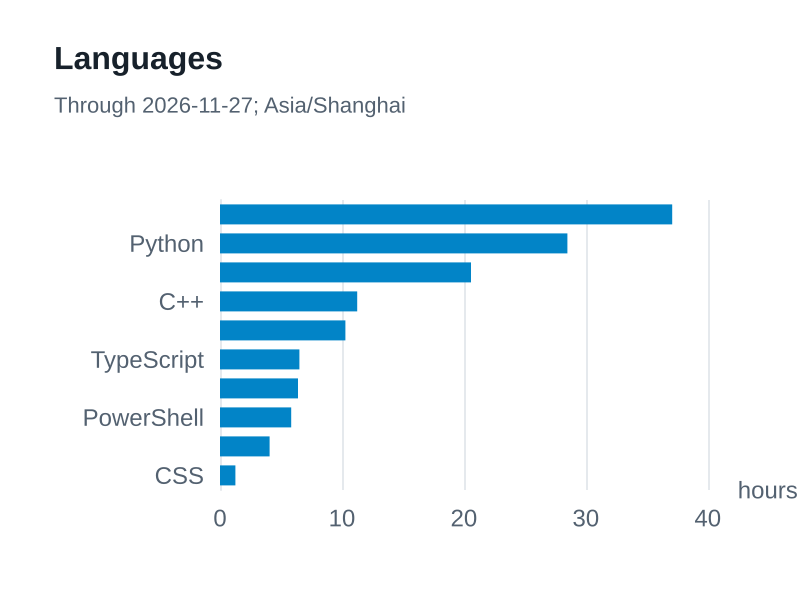 Languages
Through 2026-11-27; Asia/Shanghai
Python
C++
TypeScript
PowerShell
CSS
hours
0 10 20 30 40